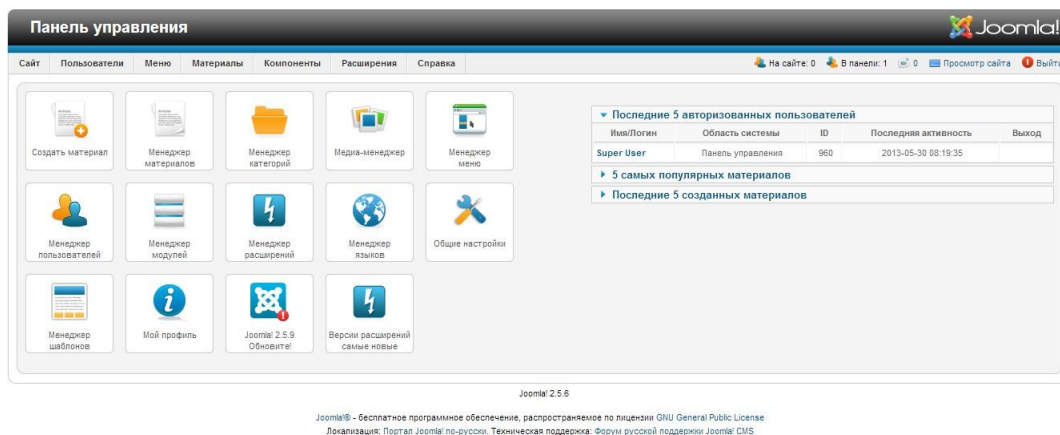 Панель управления
Joomla!
Сайт Пользователи Меню Материалы Компоненты Расширения Справка На сайте: 0 В панели: 1 0 Просмотр сайта Выйти
Создать материал
Менеджер материалов
Менеджер категорий
Медиа-менеджер
Менеджер меню
Менеджер пользователей
Менеджер модулей
Менеджер расширений
Менеджер языков
Общие настройки
Менеджер шаблонов
Мой профиль
Joomla! 2.5.9 Обновите!
Версии расширений самые новые
Последние 5 авторизованных пользователей
Имя/Логин Область системы ID Последняя активность Выход
Super User Панель управления 960 2013-05-30 08:19:35
5 самых популярных материалов
Последние 5 созданных материалов
Joomla! 2.5.6
Joomla!® - бесплатное программное обеспечение, распространяемое по лицензии GNU General Public License
Локализация: Портал Joomla! по-русски. Техническая поддержка: Форум русской поддержки Joomla! CMS